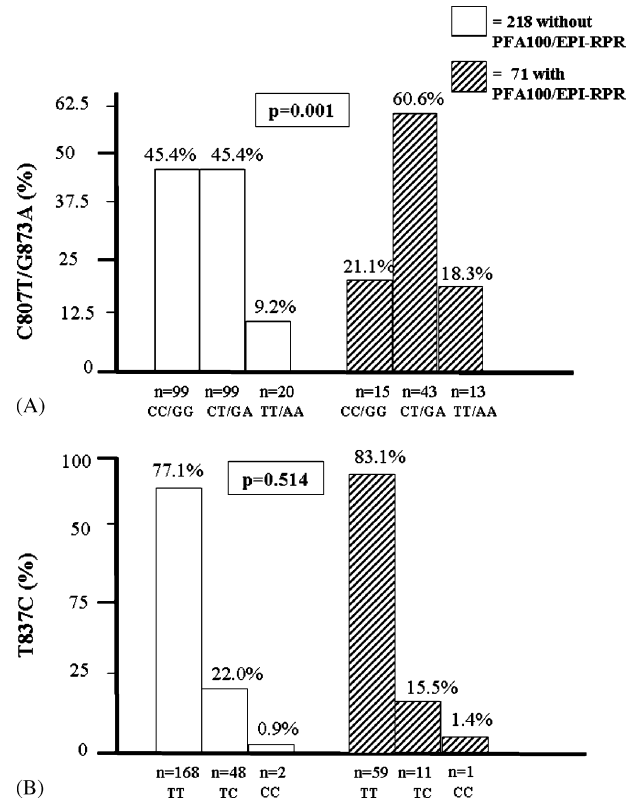 = 218 without
PFA100/EPI-RPR
= 71 with
PFA100/EPI-RPR
p=0.001
C807T/G873A (%)
62.5
50
37.5
25
12.5
0
45.4%
45.4%
9.2%
21.1%
60.6%
18.3%
n=99 n=99 n=20 n=15 n=43 n=13
CC/GG CT/GA TT/AA CC/GG CT/GA TT/AA
(A)
p=0.514
T837C (%)
100
50
75
25
0
77.1%
22.0%
0.9%
83.1%
15.5%
1.4%
n=168 n=48 n=2 n=59 n=11 n=1
TT TC CC TT TC CC
(B)